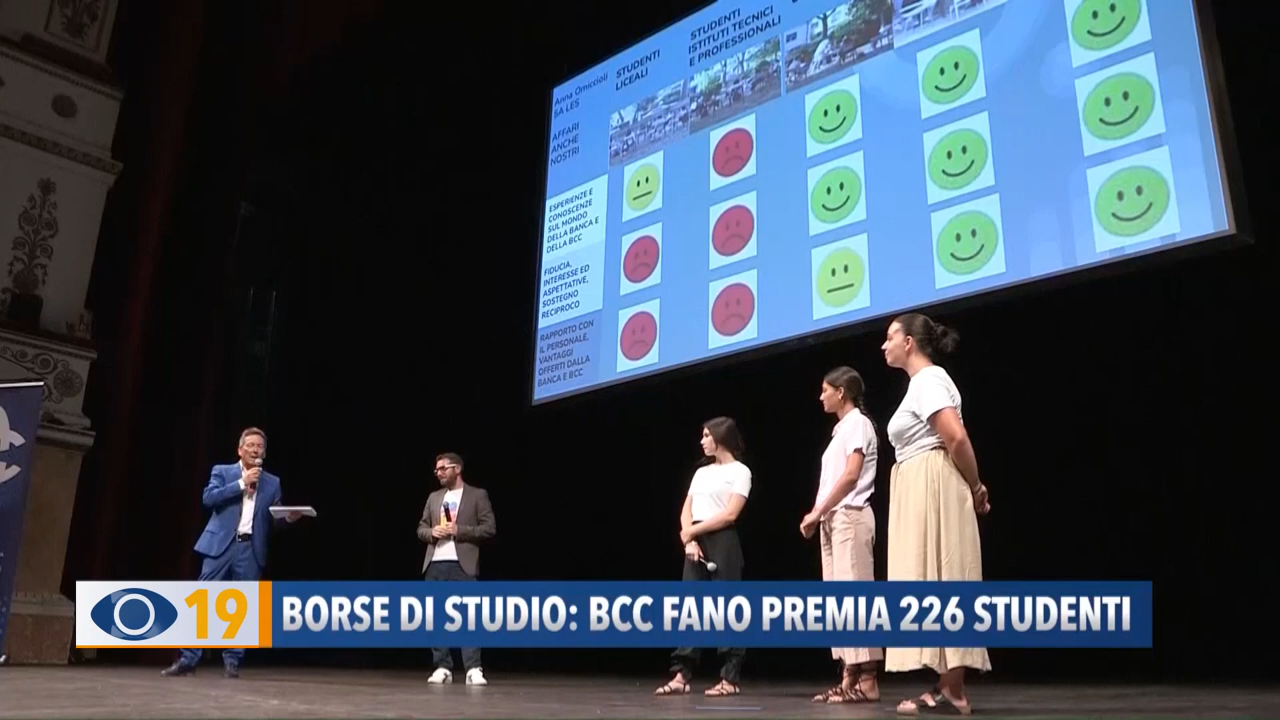 Anna Omiccioli
5A LES
AFFARI
ANCHE
NOSTRI
STUDENTI
LICEALI
STUDENTI
ISTITUTI TECNICI
E PROFESSIONALI
ESPERIENZE E
CONOSCENZE
SUL MONDO
DELLA BANCA E
DELLA BCC
FIDUCIA,
INTERESSE ED
ASPETTATIVE,
SOSTEGNO
RECIPROCO
RAPPORTO CON
IL PERSONALE,
VANTAGGI
OFFERTI DALLA
BANCA E BCC
19
BORSE DI STUDIO: BCC FANO PREMIA 226 STUDENTI